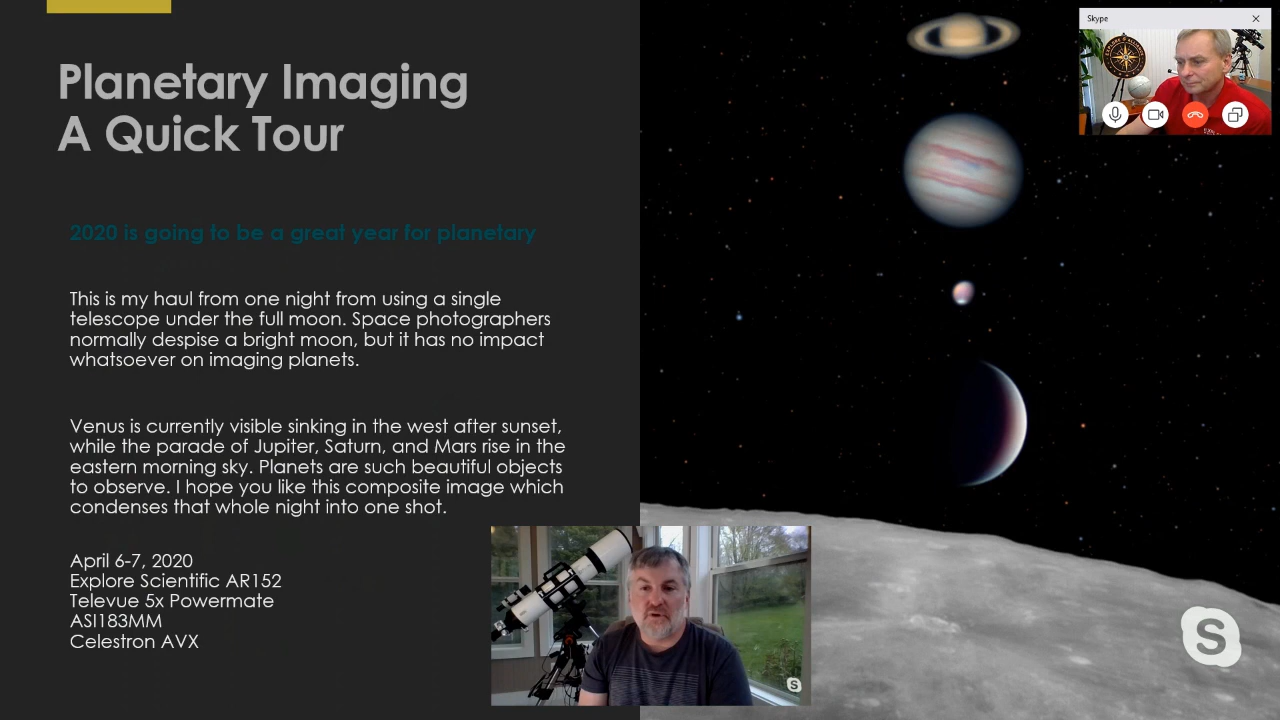 Planetary Imaging
A Quick Tour
2020 is going to be a great year for planetary
This is my haul from one night from using a single
telescope under the full moon. Space photographers
normally despise a bright moon, but it has no impact
whatsoever on imaging planets.
Venus is currently visible sinking in the west after sunset,
while the parade of Jupiter, Saturn, and Mars rise in the
eastern morning sky. Planets are such beautiful objects
to observe. I hope you like this composite image which
condenses that whole night into one shot.
April 6-7, 2020
Explore Scientific AR152
Televue 5x Powermate
ASI183MM
Celestron AVX
Skype
EXPLORE ALLIANCE
S
S